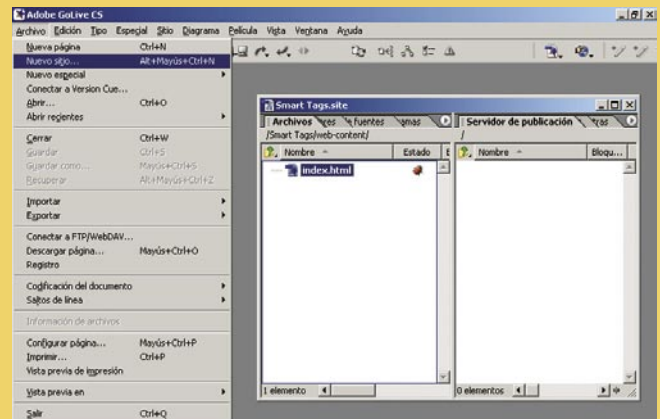 Adobe GoLive CS
Archivo Edición Tipo Especial Sitio Diagrama Película Vista Ventana Ayuda
Nueva página Ctrl+N
Nuevo sitio... Alt+Mayús+Ctrl+N
Nuevo especial
Conectar a Version Cue...
Abrir... Ctrl+O
Abrir recientes
Cerrar Ctrl+W
Guardar Ctrl+S
Guardar como... Mayús+Ctrl+S
Recuperar Alt+Mayús+Ctrl+Z
Importar
Exportar
Conectar a FTP/WebDAV...
Descargar página... Mayús+Ctrl+O
Registro
Codificación del documento
Saltos de línea
Información de archivos
Configurar página... Mayús+Ctrl+P
Imprimir... Ctrl+P
Vista previa de impresión
Vista previa en
Salir Ctrl+Q
Smart Tags.site
Archivos fuentes
/Smart Tags/web-content/
Nombre Estado E
index.html
1 elemento
Servidor de publicación
/
Nombre Bloqu...
0 elementos